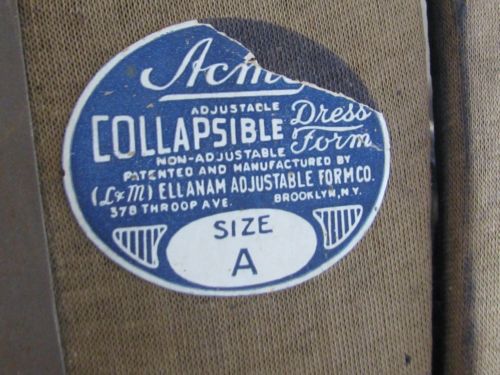 Acme
ADJUSTABLE
COLLAPSIBLE Dress Form
NON-ADJUSTABLE
PATENTED AND MANUFACTURED BY
(L&M) ELLANAM ADJUSTABLE FORM CO.
378 THROOP AVE. BROOKLYN, N.Y.
SIZE
A